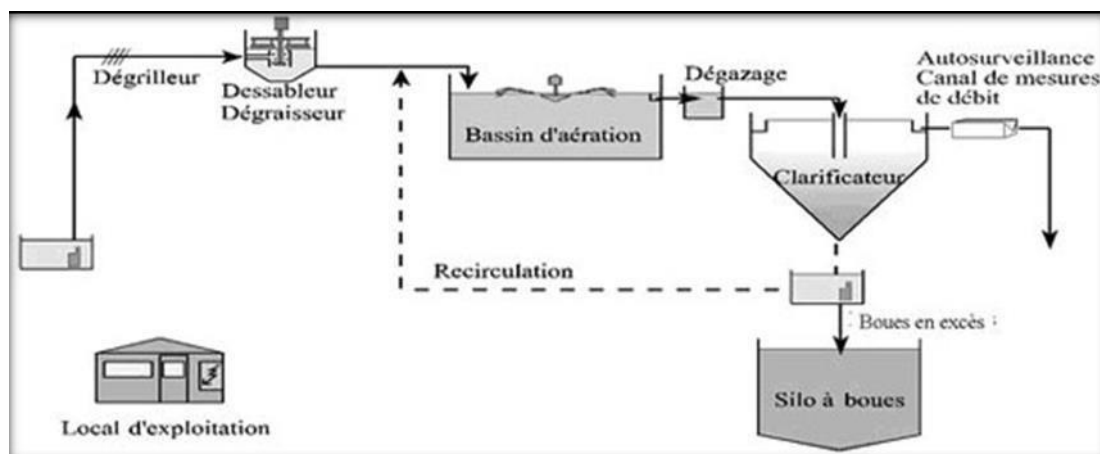 Dégrilleur
Dessableur
Dégraisseur
Bassin d'aération
Dégazage
Autosurveillance
Canal de mesures
de débit
Clarificateur
Recirculation
Boues en excès
Silo à boues
Local d'exploitation